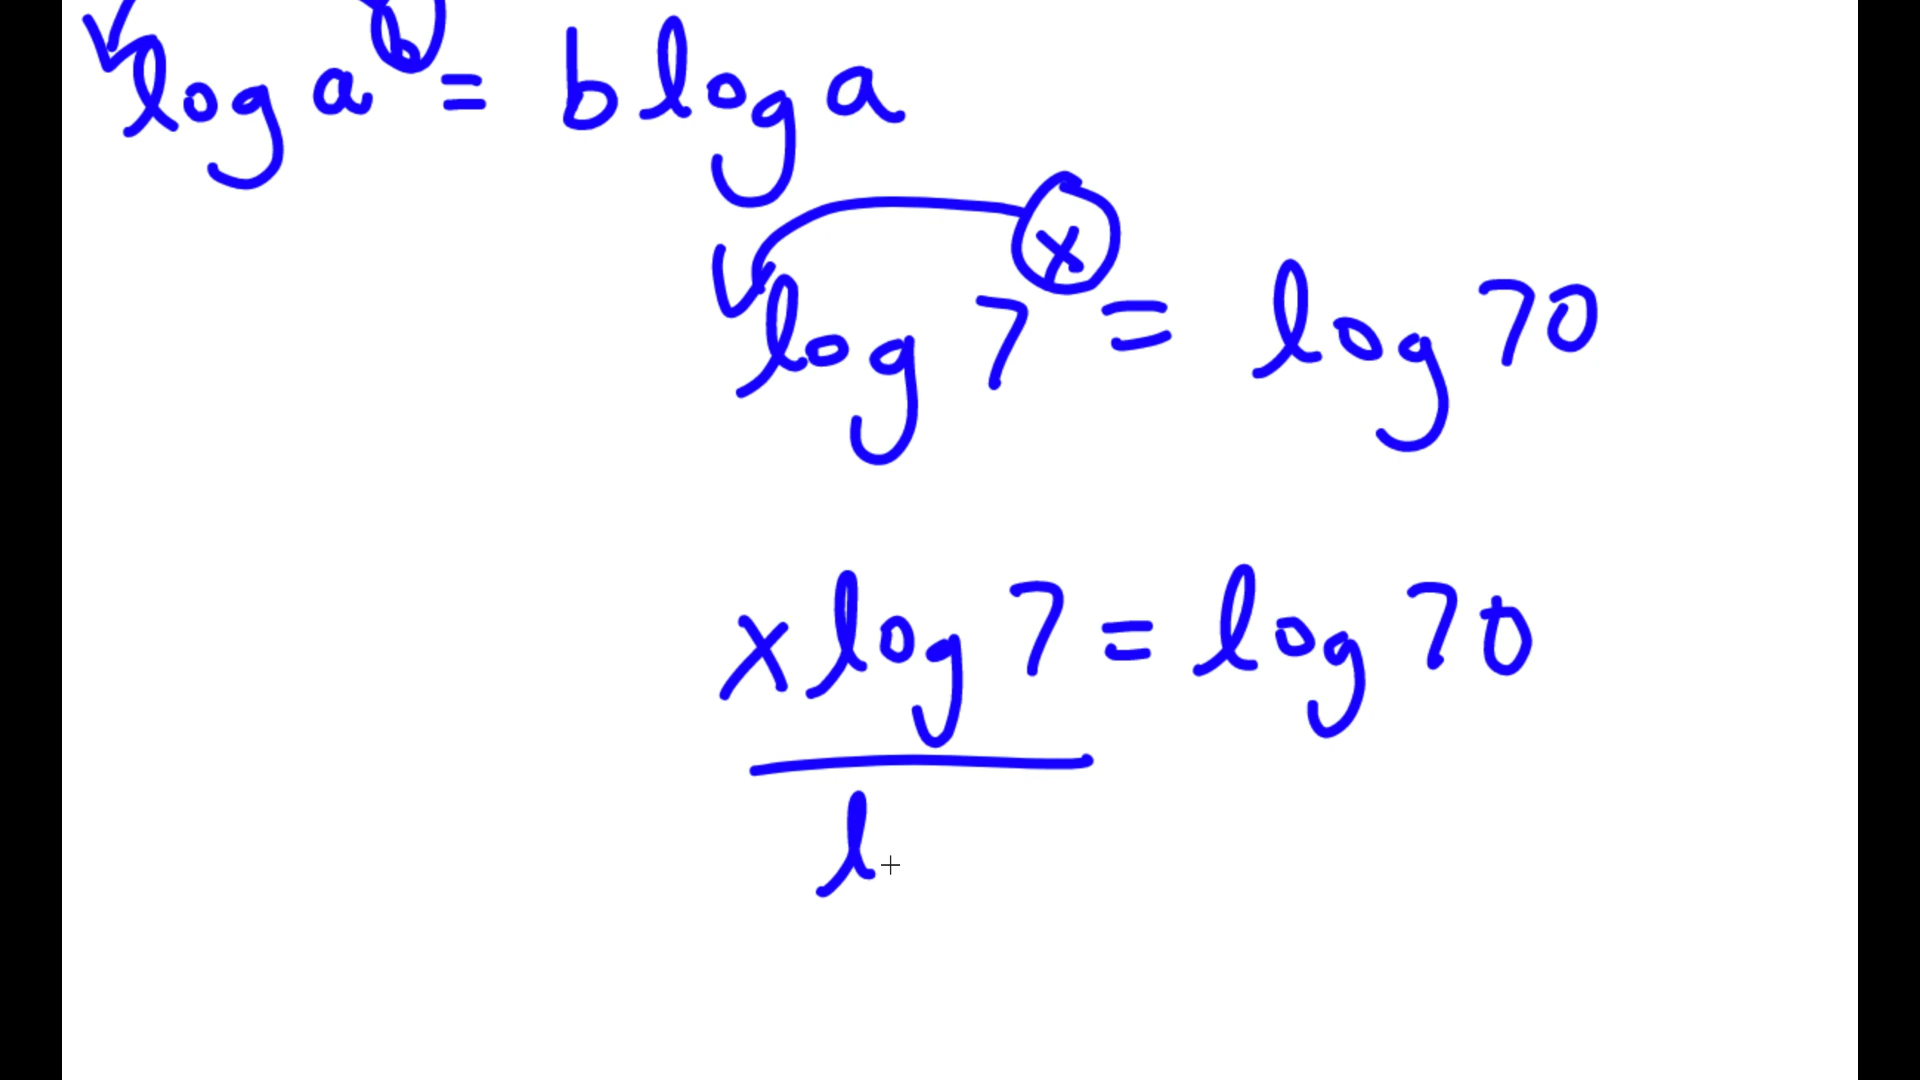 log a^b = b log a
log 7^x = log 70
x log 7 = log 70
l